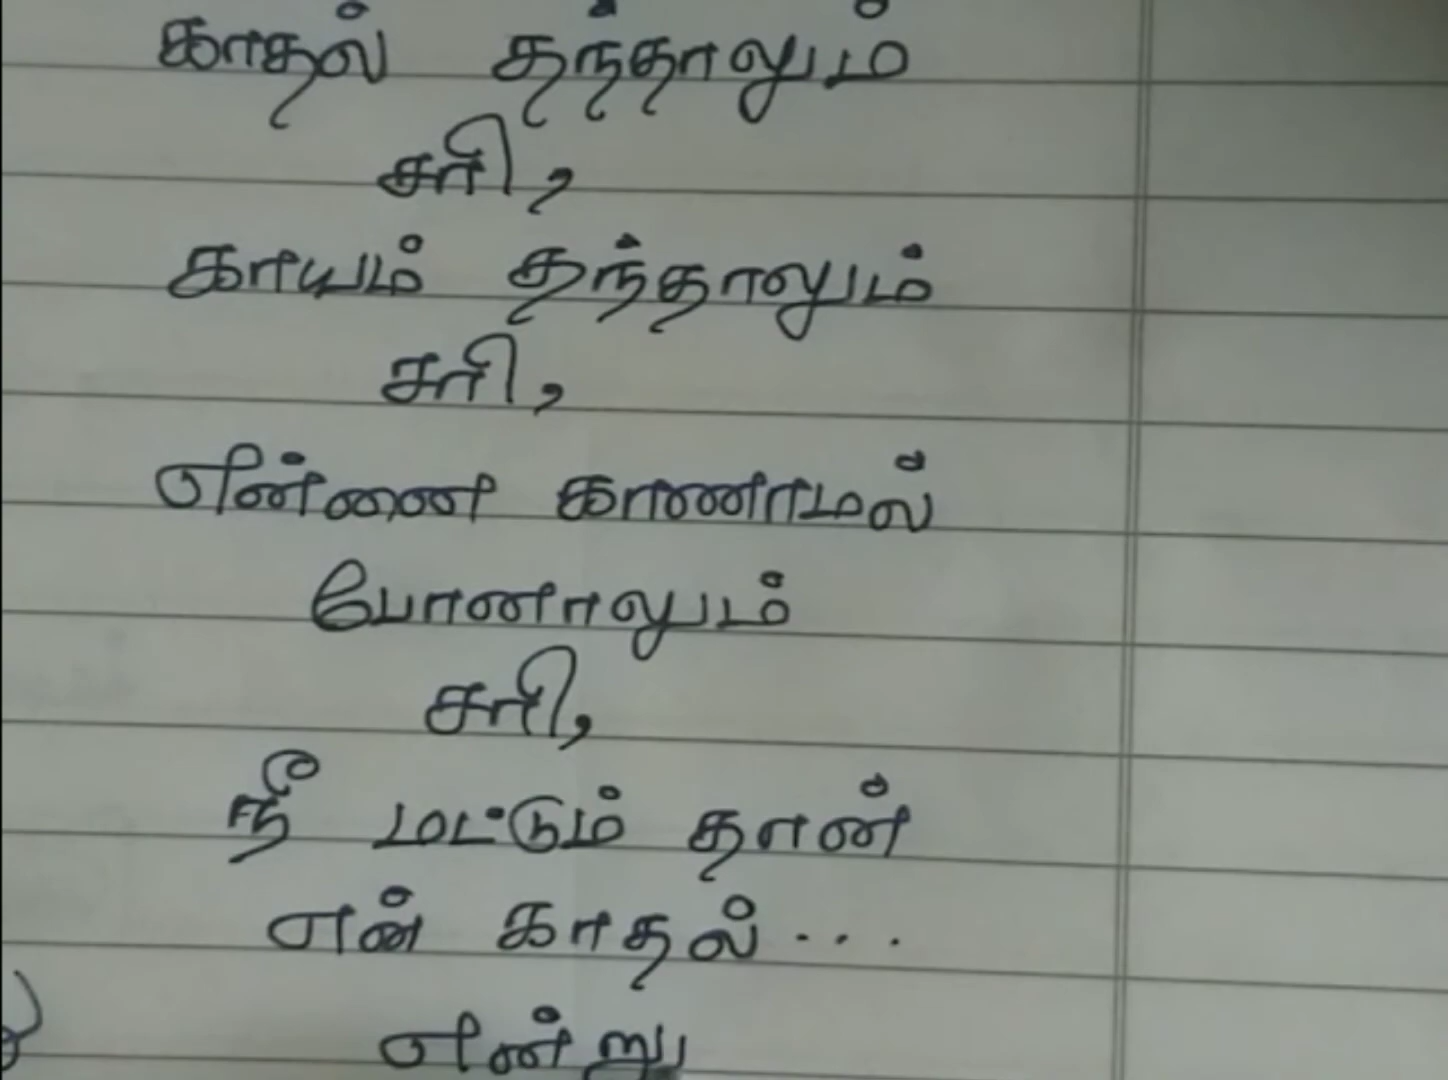 காதல் தந்தாலும்
சரி,
காயம் தந்தாலும்
சரி,
என்னை காணாமல்
போனாலும்
சரி,
நீ மட்டும் தான்
என் காதல்...
என்று